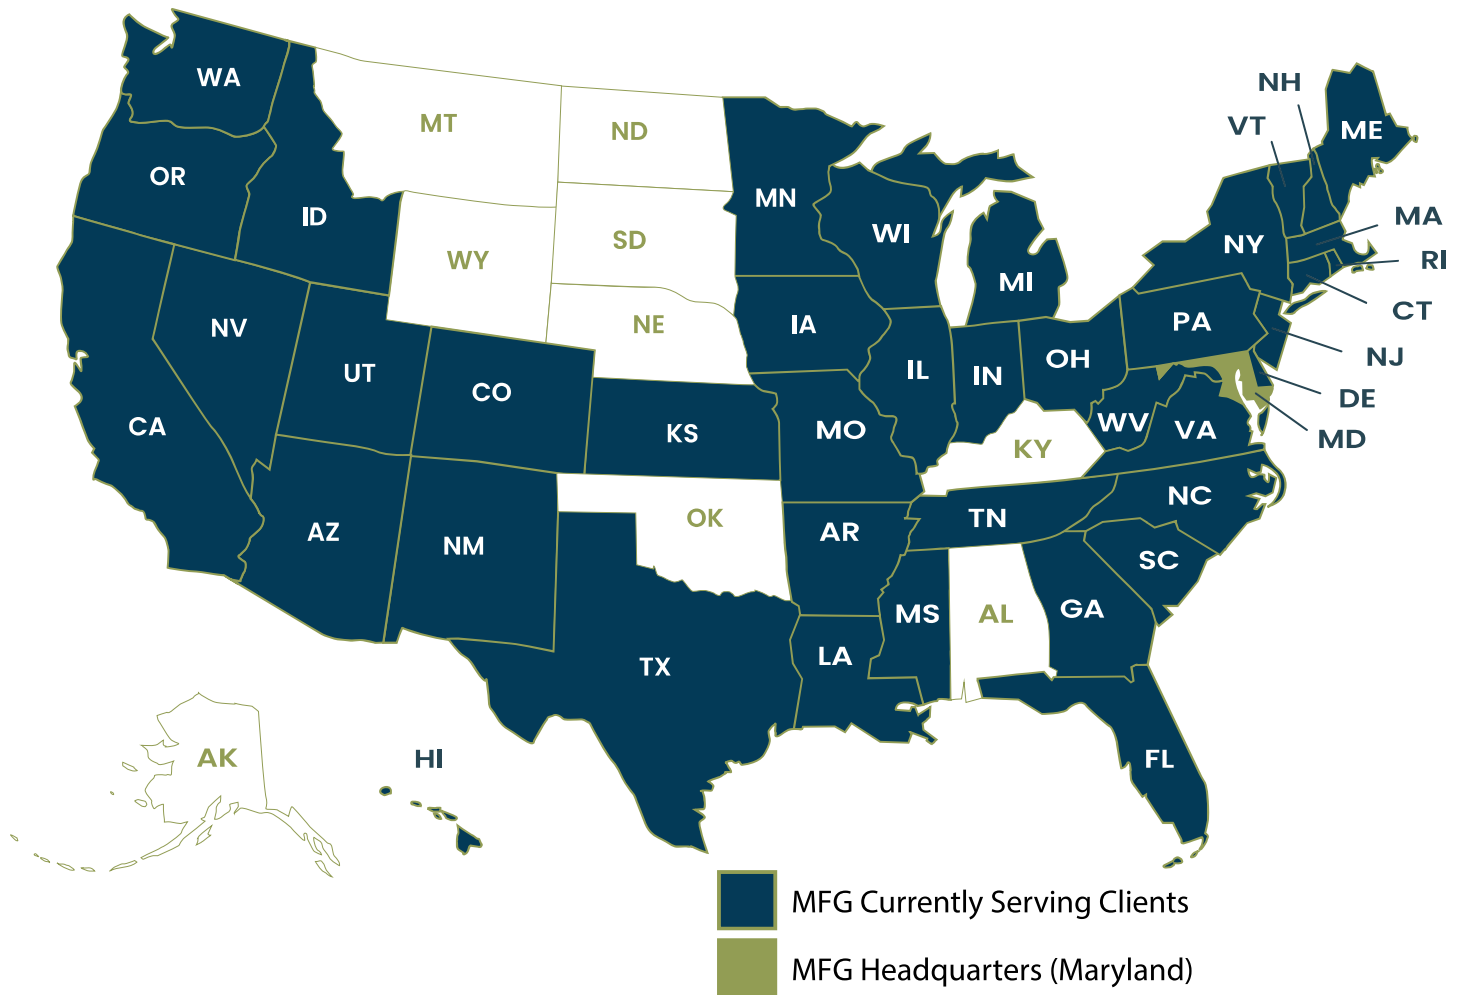 WA
MT
ND
MN
OR
ID
WY
SD
WI
MI
NH
VT
ME
NY
MA
RI
CT
NV
UT
CO
NE
IA
IL
IN
OH
PA
NJ
DE
MD
CA
KS
MO
KY
WV
VA
AZ
NM
OK
AR
TN
NC
SC
TX
LA
MS
AL
GA
FL
AK
HI
MFG Currently Serving Clients
MFG Headquarters (Maryland)